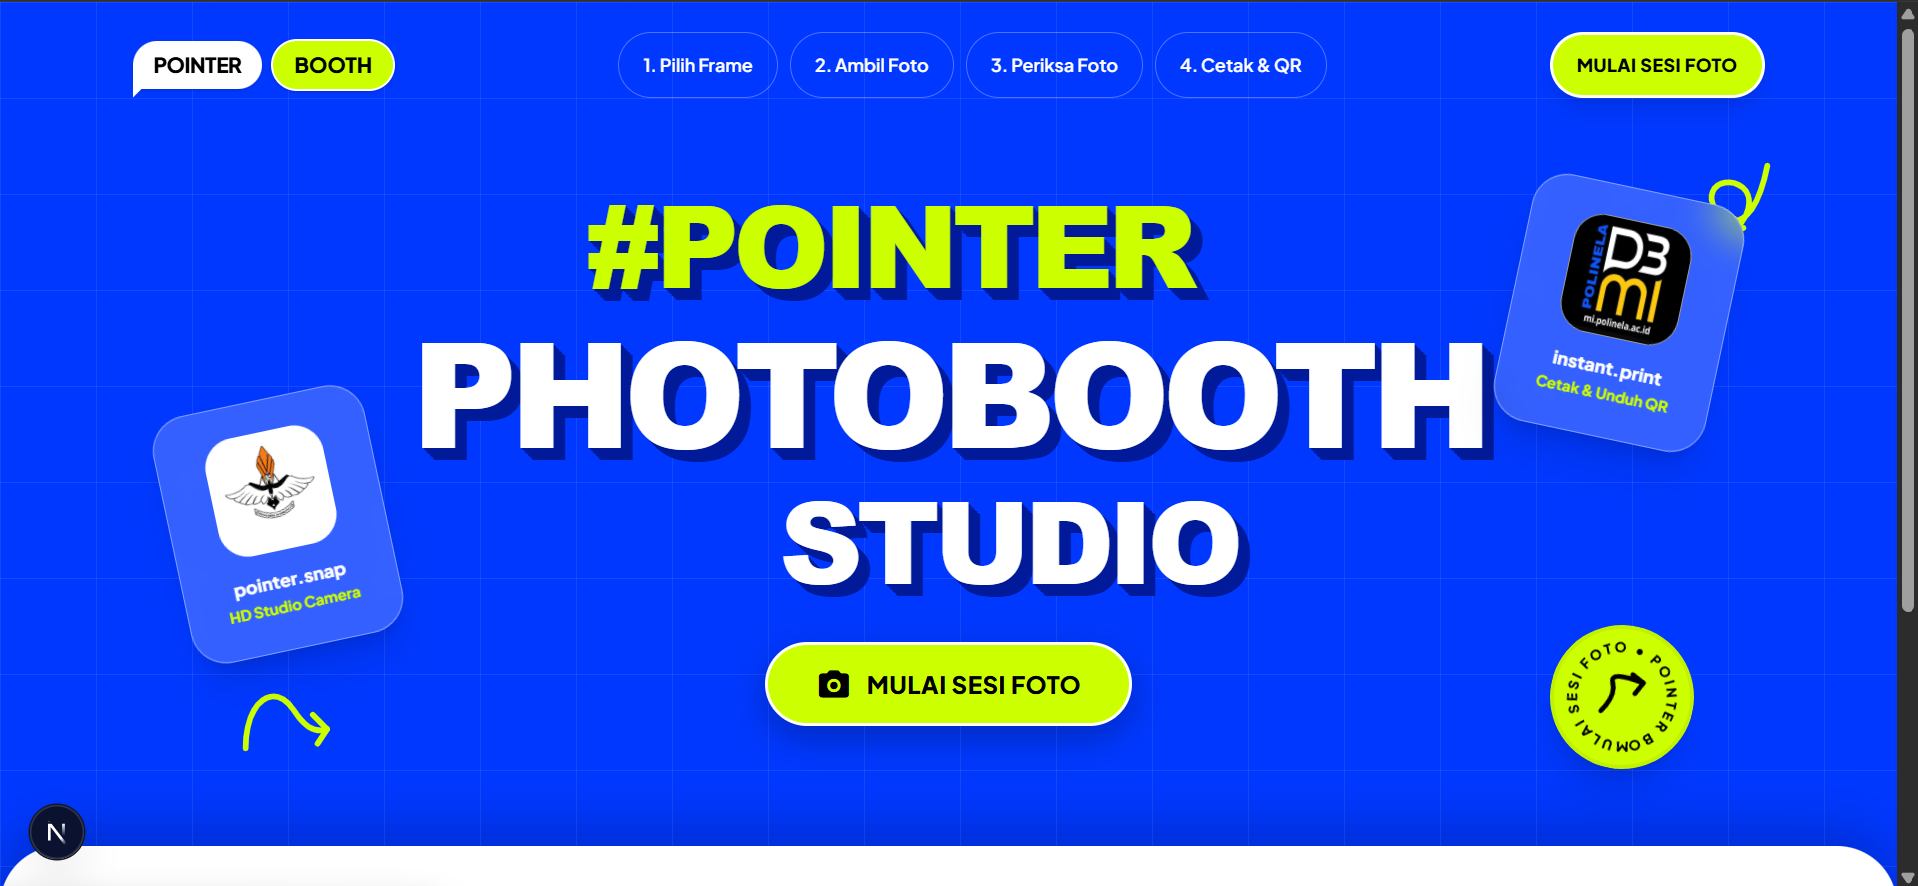 POINTER BOOTH
1. Pilih Frame
2. Ambil Foto
3. Periksa Foto
4. Cetak & QR
MULAI SESI FOTO
#POINTER
PHOTOBOOTH
STUDIO
POLINELA
D3
MI
mi.polinela.ac.id
instant.print
Cetak & Unduh QR
pointer.snap
HD Studio Camera
MULAI SESI FOTO
MULAI SESI FOTO • POINTER BO
N